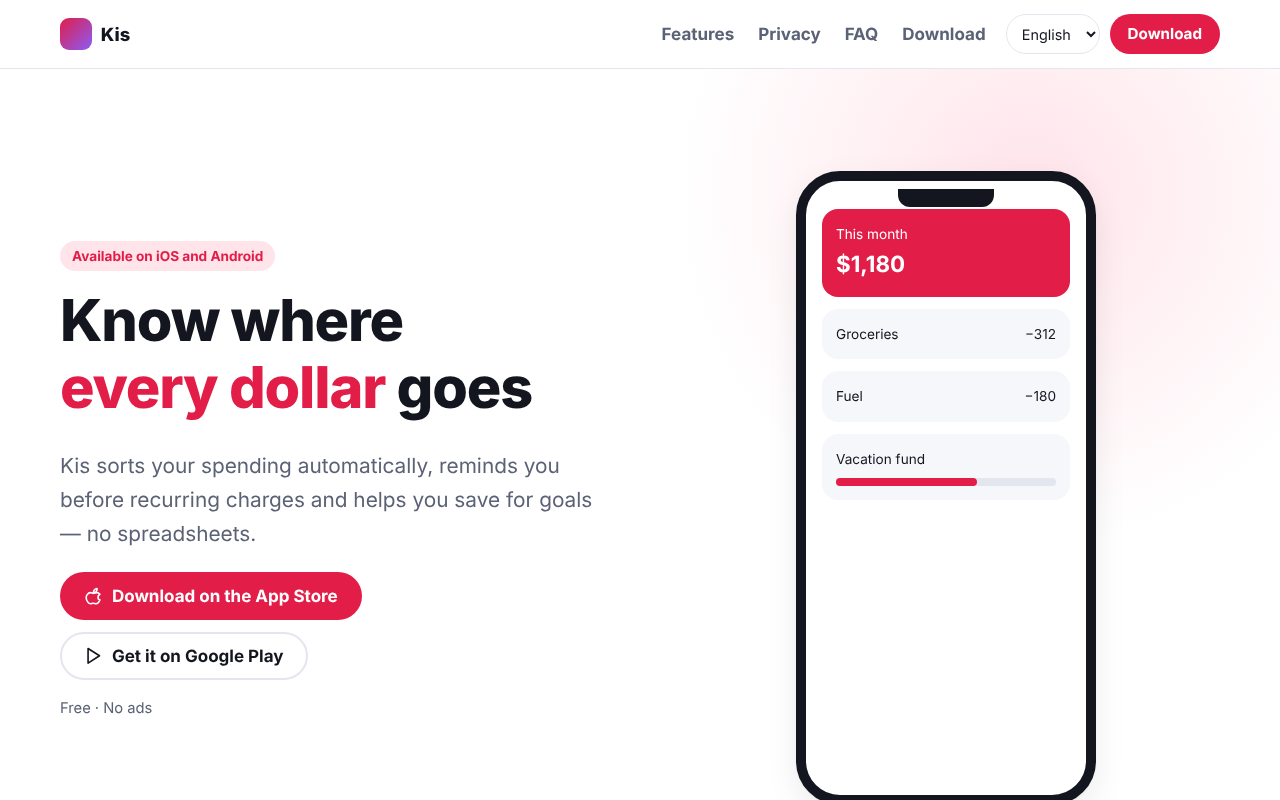 Kis
Features
Privacy
FAQ
Download
English
Download
Available on iOS and Android
Know where
every dollar goes
Kis sorts your spending automatically, reminds you
before recurring charges and helps you save for goals
— no spreadsheets.
Download on the App Store
Get it on Google Play
Free · No ads
This month
$1,180
Groceries −312
Fuel −180
Vacation fund